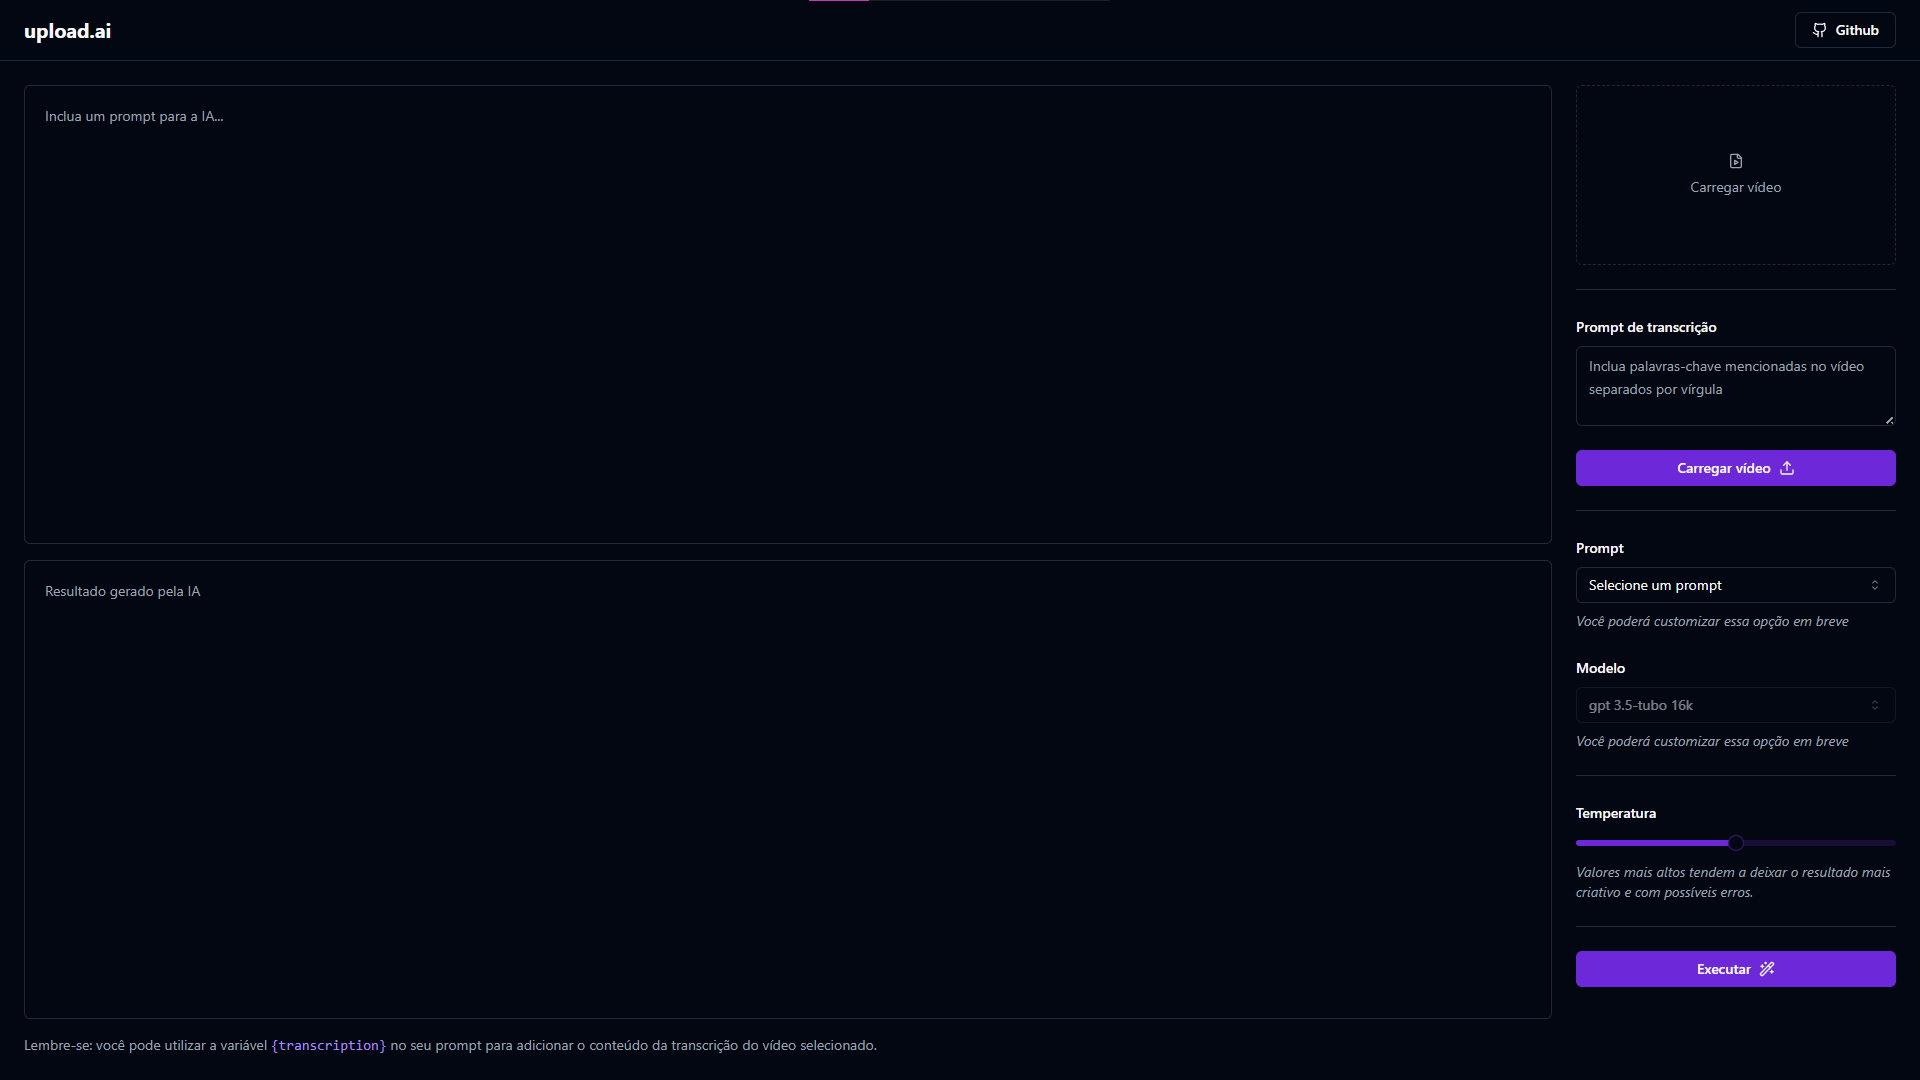 upload.ai
Github
Inclua um prompt para a IA...
Resultado gerado pela IA
Lembre-se: você pode utilizar a variável {transcription} no seu prompt para adicionar o conteúdo da transcrição do vídeo selecionado.
Carregar vídeo
Prompt de transcrição
Inclua palavras-chave mencionadas no vídeo
separados por vírgula
Carregar vídeo
Prompt
Selecione um prompt
Você poderá customizar essa opção em breve
Modelo
gpt 3.5-tubo 16k
Você poderá customizar essa opção em breve
Temperatura
Valores mais altos tendem a deixar o resultado mais
criativo e com possíveis erros.
Executar